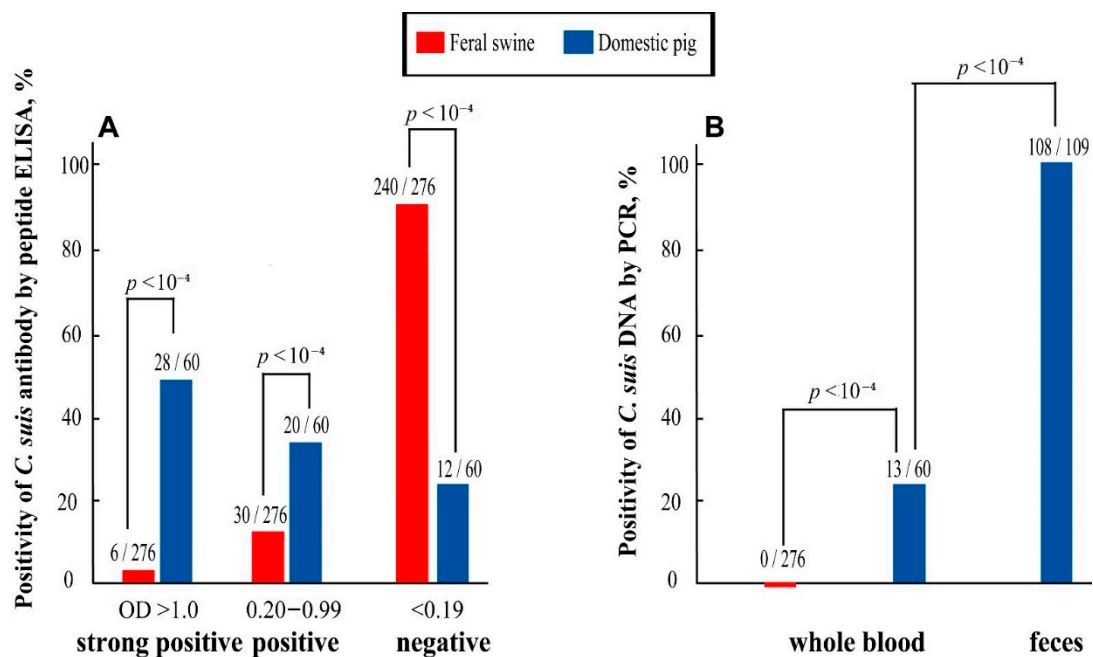 Feral swine
Domestic pig
A
Positivity of C. suis antibody by peptide ELISA, %
100
80
60
40
20
0
p <10⁻⁴
6 / 276
28 / 60
p <10⁻⁴
30 / 276
20 / 60
p <10⁻⁴
240 / 276
12 / 60
OD >1.0
0.20−0.99
<0.19
strong positive
positive
negative
B
Positivity of C. suis DNA by PCR, %
100
80
60
40
20
0
p <10⁻⁴
0 / 276
13 / 60
p <10⁻⁴
108 / 109
whole blood
feces